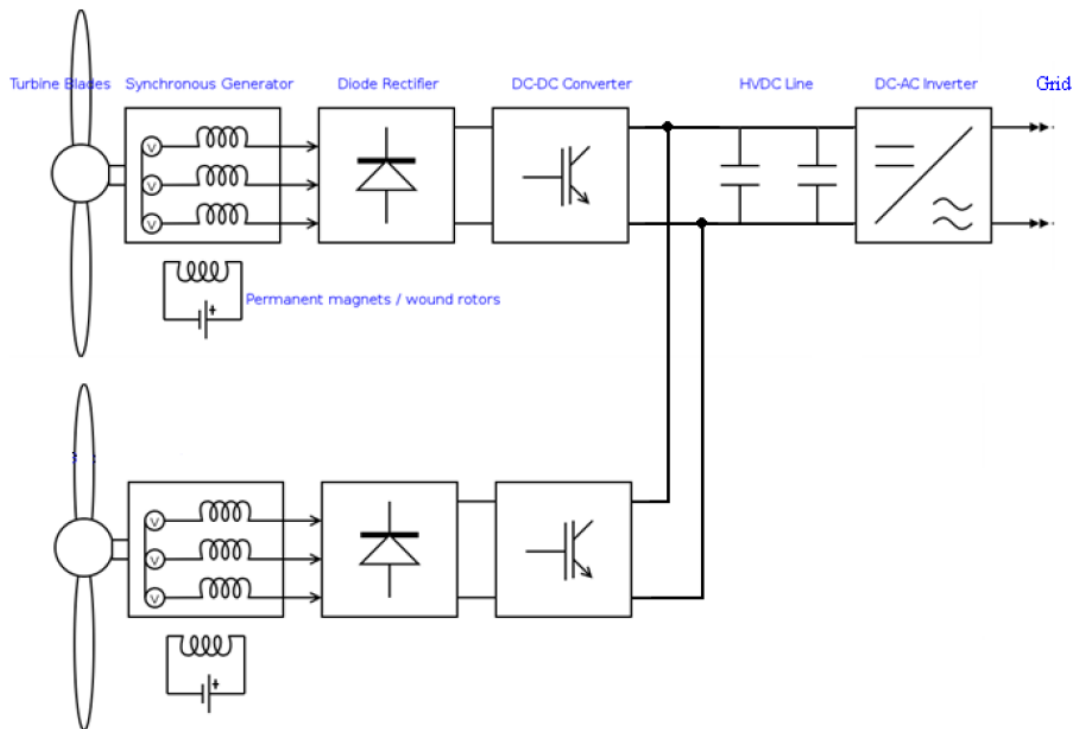 Turbine Blades Synchronous Generator Diode Rectifier DC-DC Converter HVDC Line DC-AC Inverter Grid
V
V
V
Permanent magnets / wound rotors
+
V
V
V
+